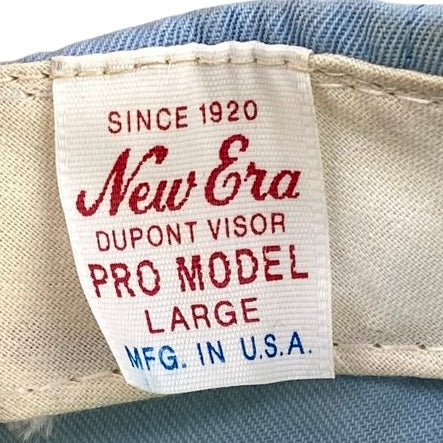 SINCE 1920
New Era
DUPONT VISOR
PRO MODEL
LARGE
MFG. IN U.S.A.